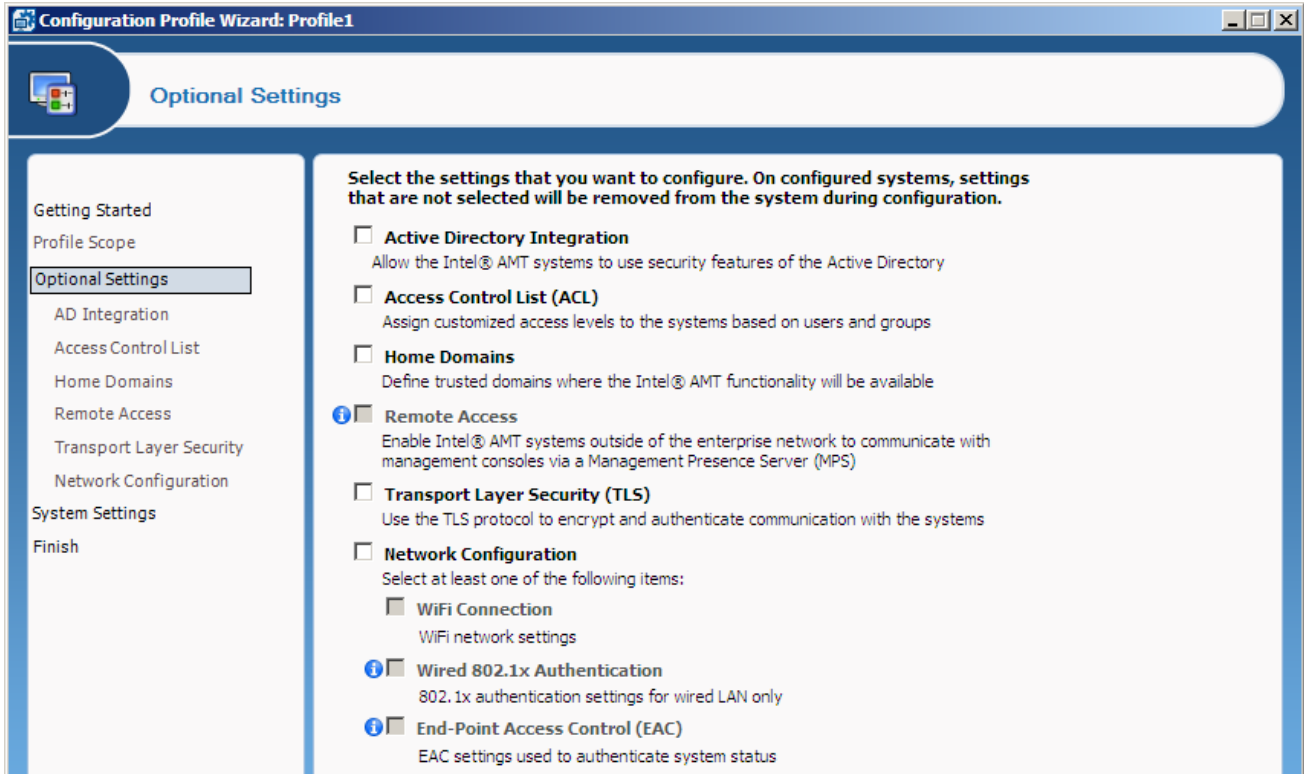 Configuration Profile Wizard: Profile1
Optional Settings
Getting Started
Profile Scope
Optional Settings
AD Integration
Access Control List
Home Domains
Remote Access
Transport Layer Security
Network Configuration
System Settings
Finish
Select the settings that you want to configure. On configured systems, settings
that are not selected will be removed from the system during configuration.
Active Directory Integration
Allow the Intel® AMT systems to use security features of the Active Directory
Access Control List (ACL)
Assign customized access levels to the systems based on users and groups
Home Domains
Define trusted domains where the Intel® AMT functionality will be available
Remote Access
Enable Intel® AMT systems outside of the enterprise network to communicate with
management consoles via a Management Presence Server (MPS)
Transport Layer Security (TLS)
Use the TLS protocol to encrypt and authenticate communication with the systems
Network Configuration
Select at least one of the following items:
WiFi Connection
WiFi network settings
Wired 802.1x Authentication
802.1x authentication settings for wired LAN only
End-Point Access Control (EAC)
EAC settings used to authenticate system status